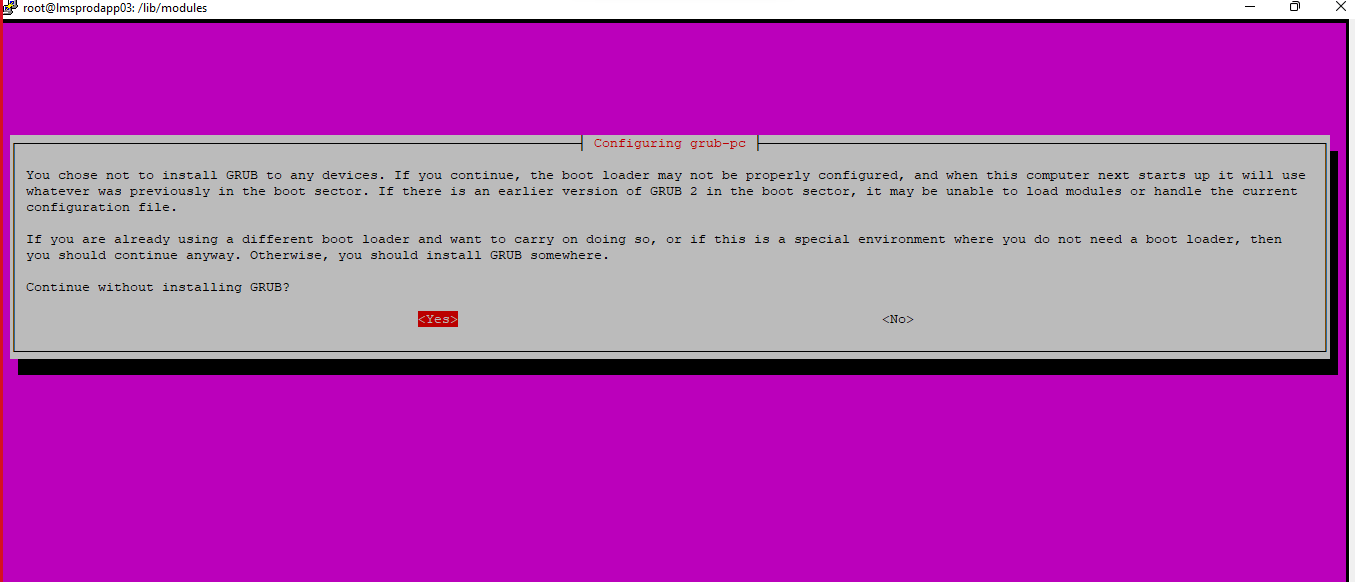 root@lmsprodapp03: /lib/modules
Configuring grub-pc
You chose not to install GRUB to any devices. If you continue, the boot loader may not be properly configured, and when this computer next starts up it will use
whatever was previously in the boot sector. If there is an earlier version of GRUB 2 in the boot sector, it may be unable to load modules or handle the current
configuration file.
If you are already using a different boot loader and want to carry on doing so, or if this is a special environment where you do not need a boot loader, then
you should continue anyway. Otherwise, you should install GRUB somewhere.
Continue without installing GRUB?
<Yes> <No>